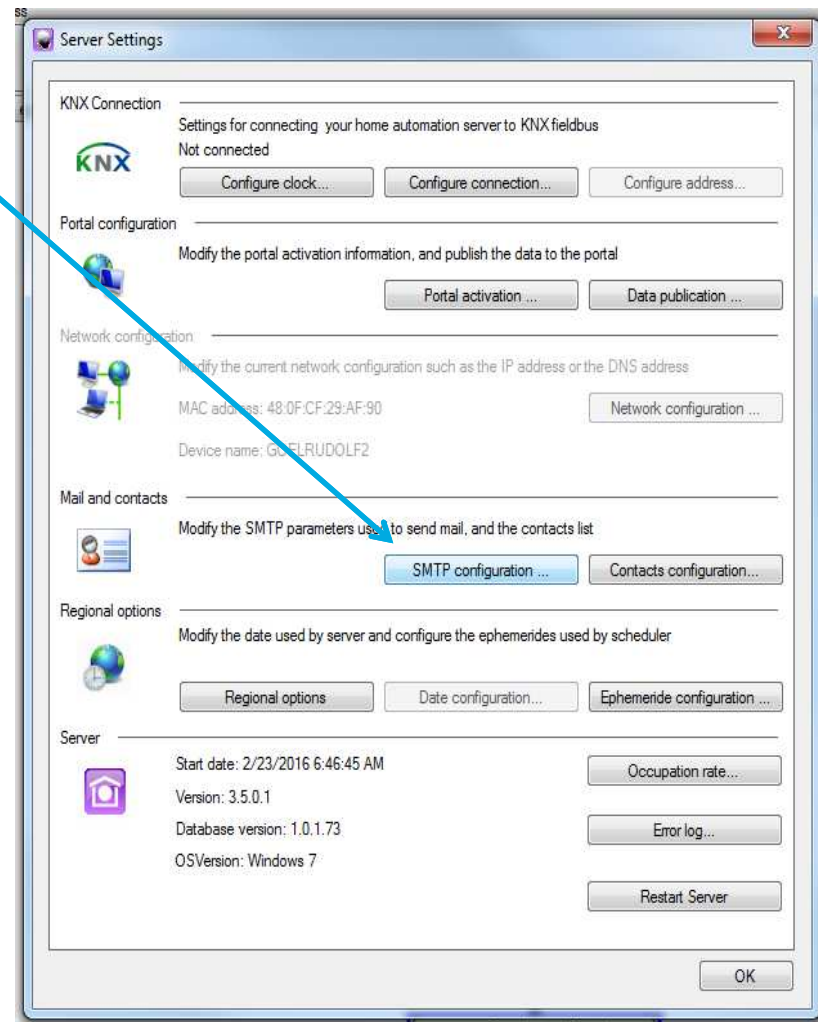 ss
Server Settings
KNX Connection
Settings for connecting your home automation server to KNX fieldbus
KNX
Not connected
Configure clock... Configure connection... Configure address...
Portal configuration
Modify the portal activation information, and publish the data to the portal
Portal activation ... Data publication ...
Network configuration
Modify the current network configuration such as the IP address or the DNS address
MAC address: 48:0F:CF:29:AF:90 Network configuration ...
Device name:
Mail and contacts
Modify the SMTP parameters used to send mail, and the contacts list
SMTP configuration ... Contacts configuration...
Regional options
Modify the date used by server and configure the ephemerides used by scheduler
Regional options Date configuration... Ephemeride configuration ...
Server
Start date: 2/23/2016 6:46:45 AM Occupation rate...
Version: 3.5.0.1
Database version: 1.0.1.73 Error log...
OSVersion: Windows 7
Restart Server
OK